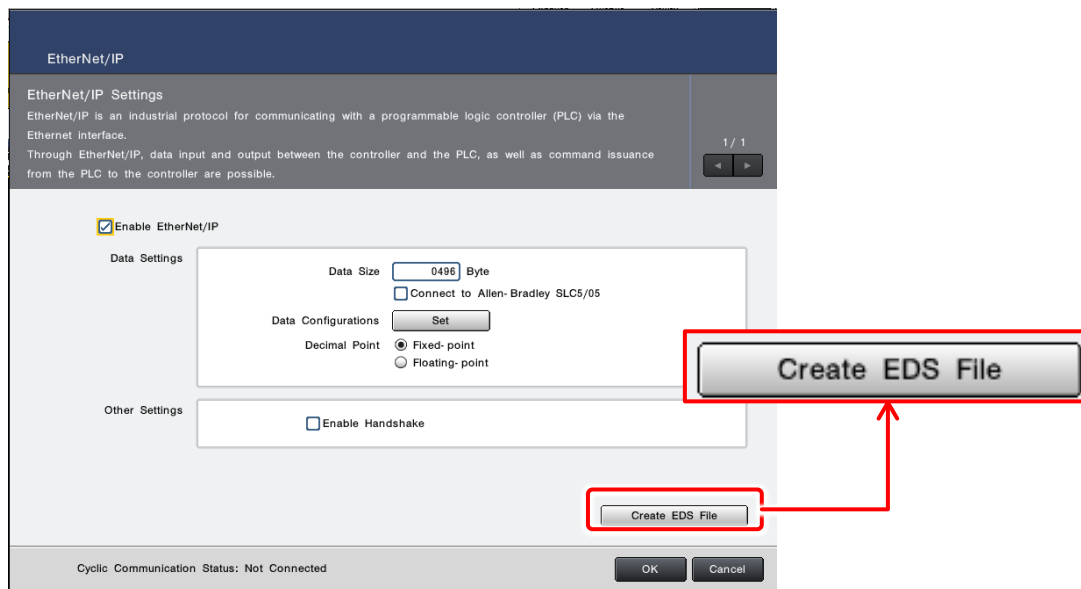 EtherNet/IP
EtherNet/IP Settings
EtherNet/IP is an industrial protocol for communicating with a programmable logic controller (PLC) via the
Ethernet interface.
Through EtherNet/IP, data input and output between the controller and the PLC, as well as command issuance
from the PLC to the controller are possible.
1/ 1
Enable EtherNet/IP
Data Settings
Data Size 0496 Byte
Connect to Allen-Bradley SLC5/05
Data Configurations Set
Decimal Point Fixed-point
Floating-point
Create EDS File
Other Settings
Enable Handshake
Create EDS File
Cyclic Communication Status: Not Connected
OK Cancel